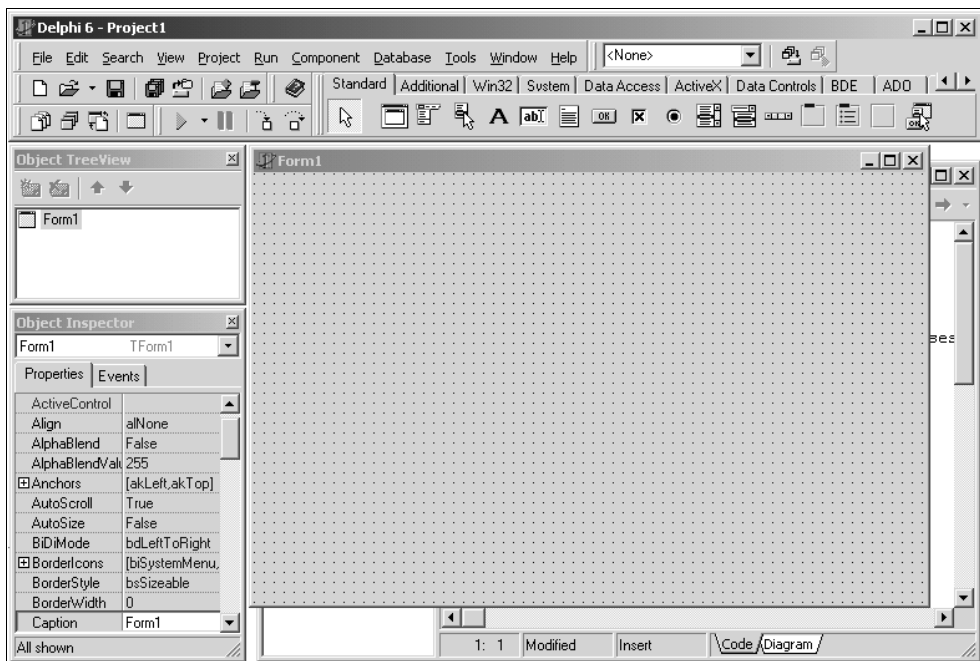 Delphi 6 - Project1
File Edit Search View Project Run Component Database Tools Window Help
<None>
Standard Additional Win32 System Data Access ActiveX Data Controls BDE ADO
Object TreeView
Form1
Form1
Object Inspector
Form1 TForm1
Properties Events
ActiveControl
Align alNone
AlphaBlend False
AlphaBlendValu 255
Anchors [akLeft,akTop]
AutoScroll True
AutoSize False
BiDiMode bdLeftToRight
BorderIcons [biSystemMenu,
BorderStyle bsSizeable
BorderWidth 0
Caption Form1
All shown
ses
1: 1 Modified Insert Code Diagram